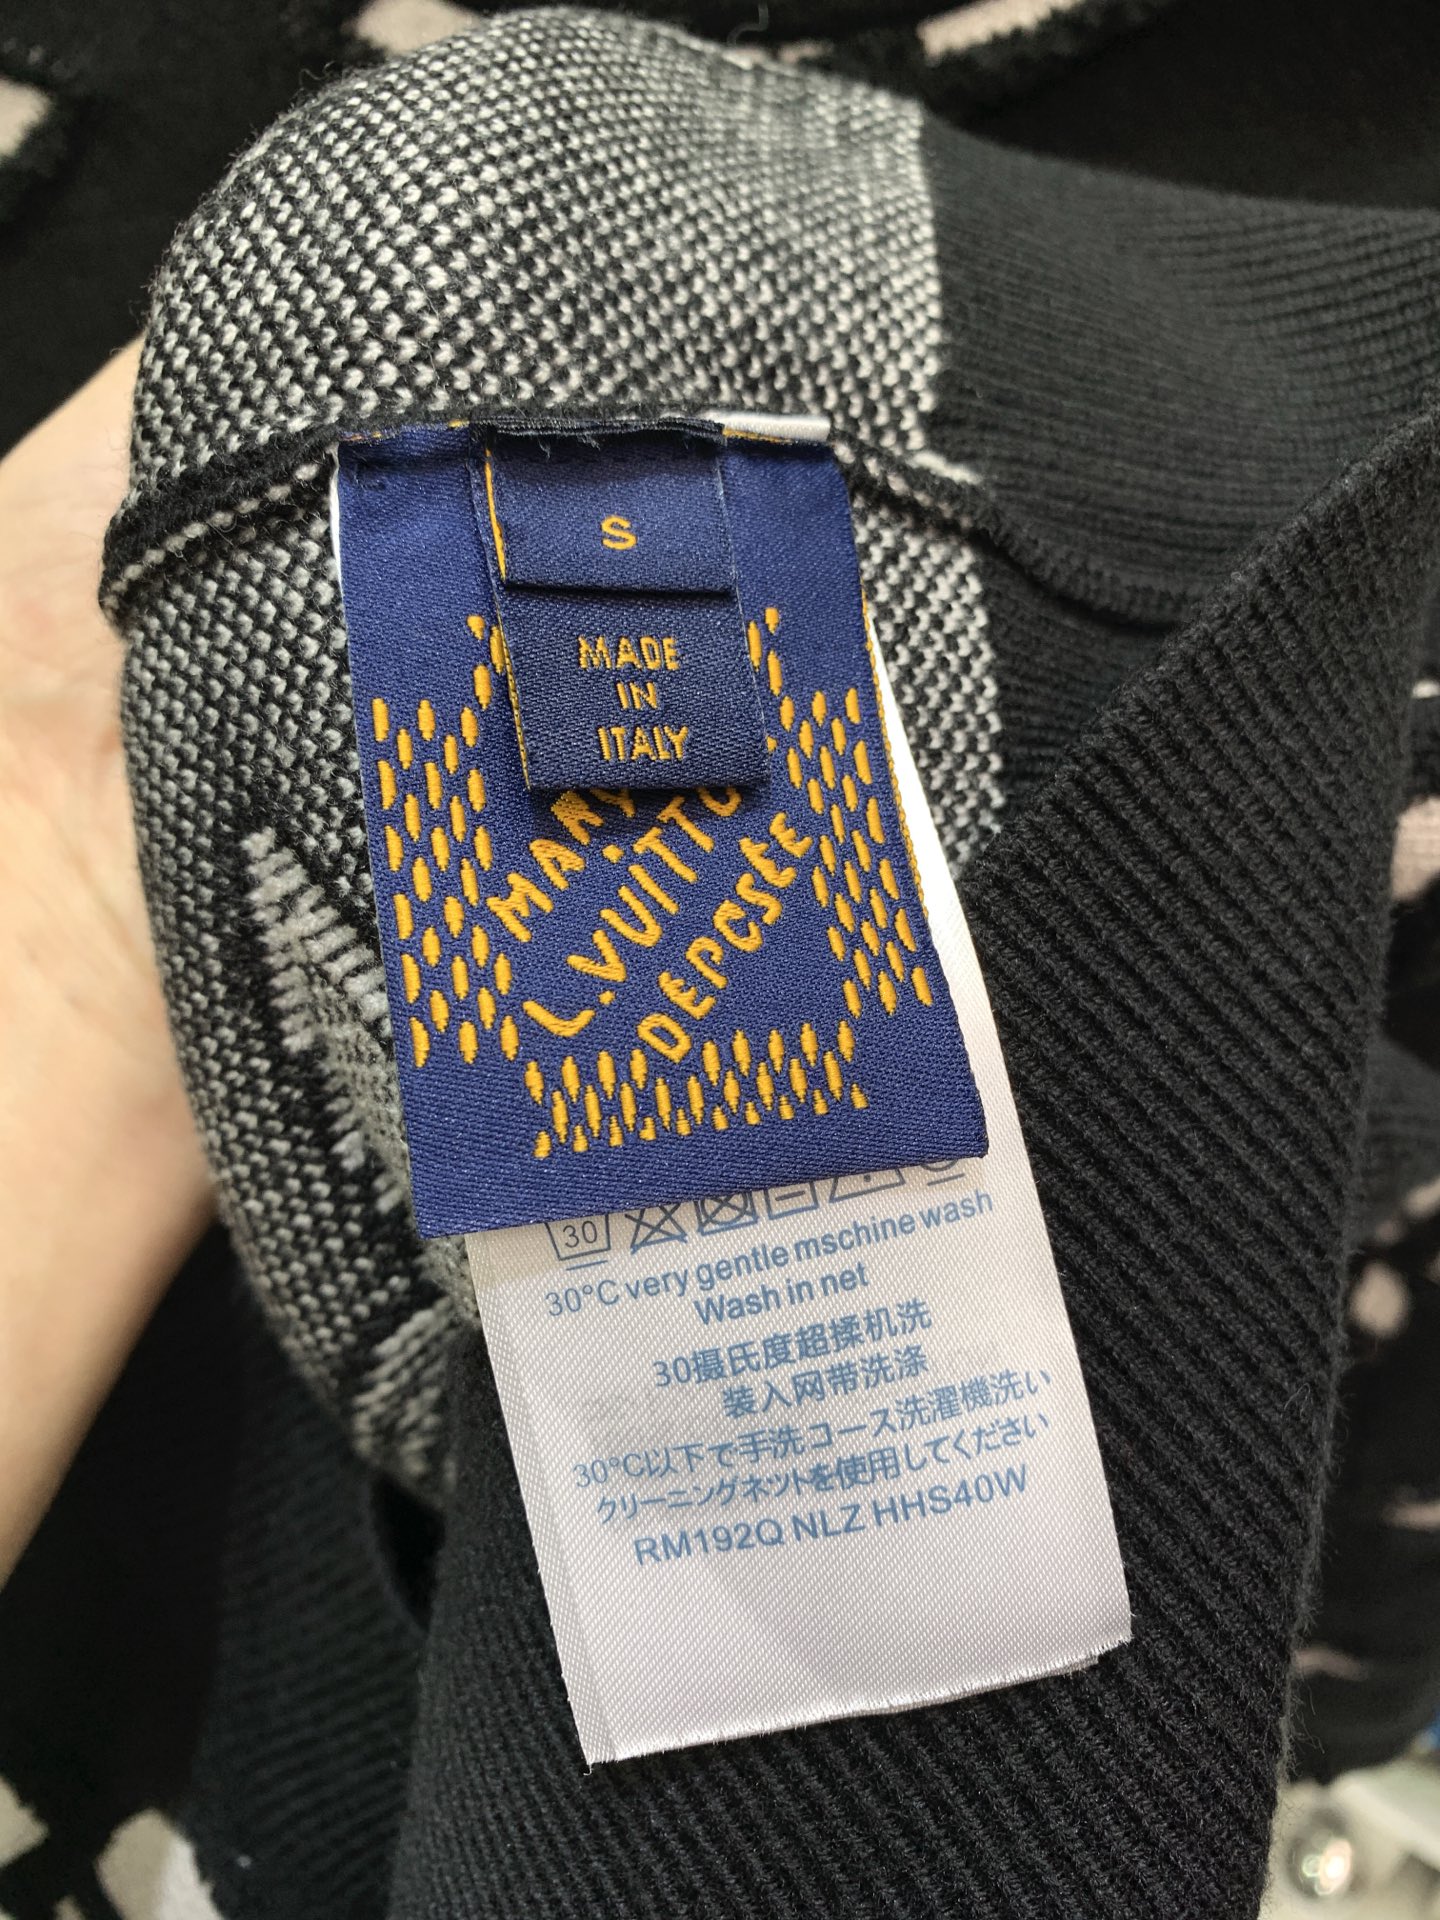 S
MADE
IN
ITALY
L.VUiTTO
DEPCStE
30
30°C very gentle mschine wash
Wash in net
30摄氏度超揉机洗
装入网带洗涤
30°C以下で手洗コース洗濯機洗い
クリーニングネットを使用してください
RM192Q NLZ HHS40W